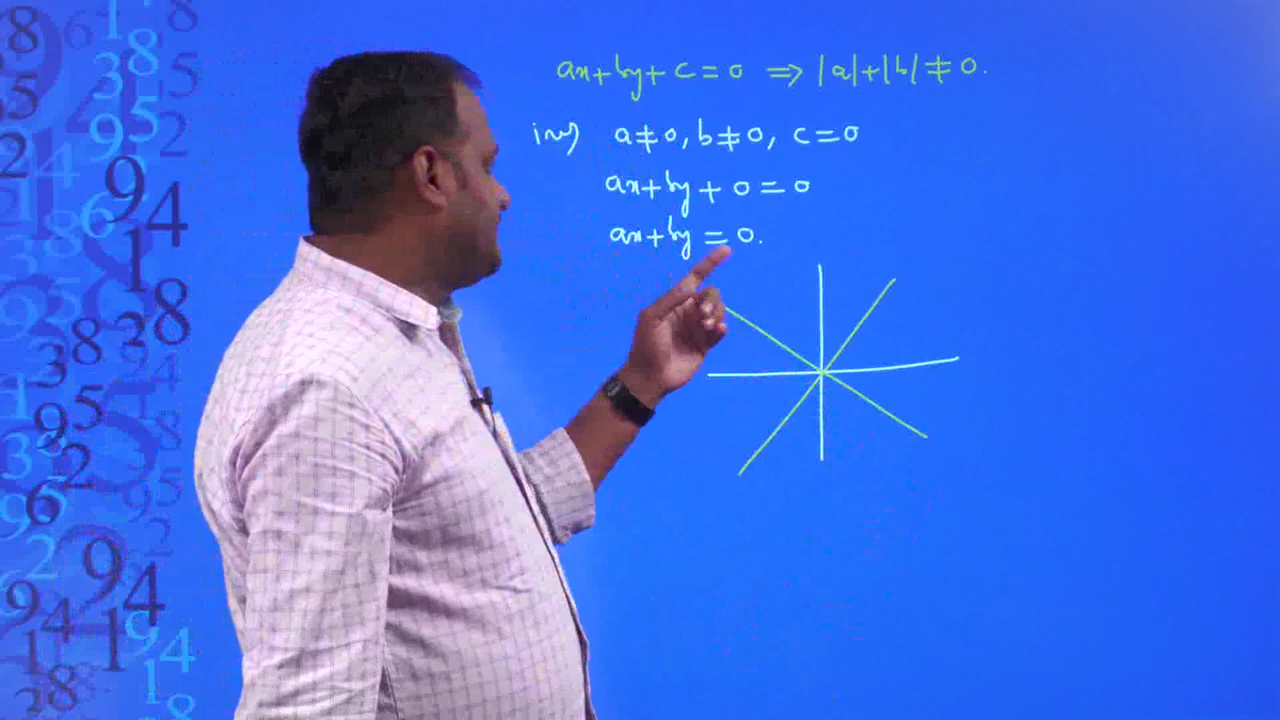 ax+by+c=0 ⇒ |a|+|b| ≠ 0.
iv) a≠0, b≠0, c=0
ax+by+0=0
ax+by=0.